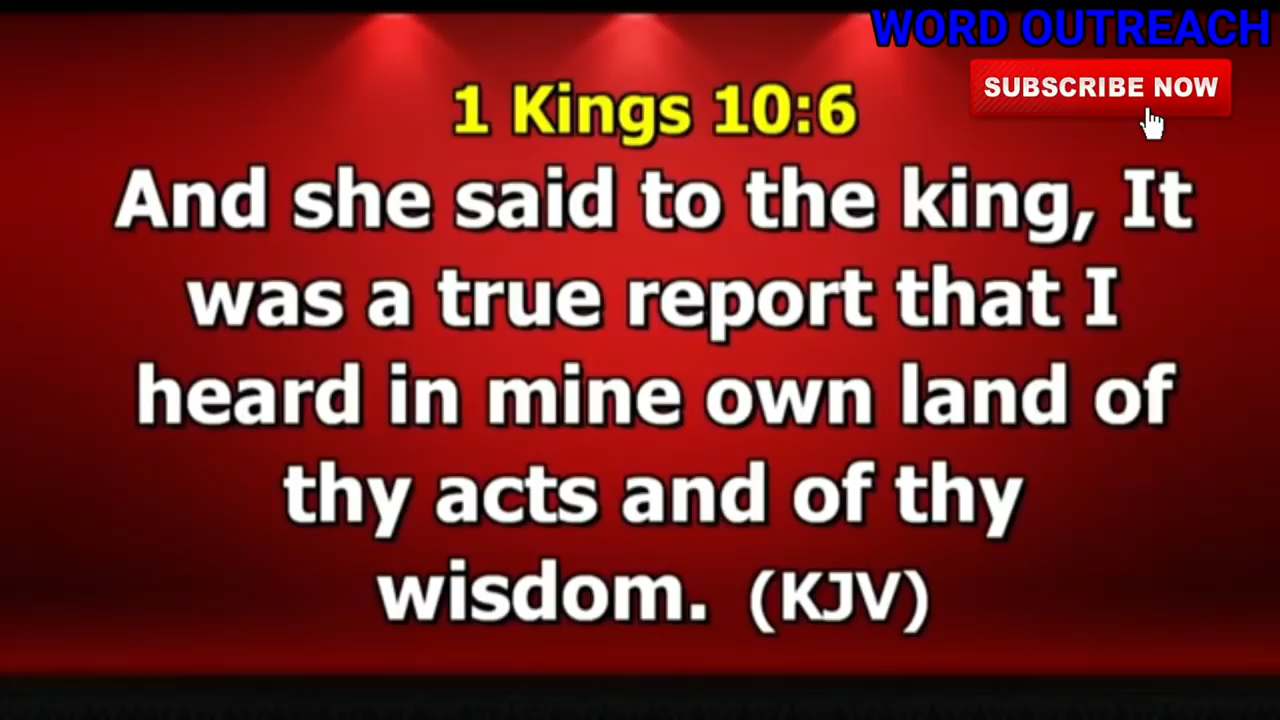 WORD OUTREACH
SUBSCRIBE NOW
1 Kings 10:6
And she said to the king, It
was a true report that I
heard in mine own land of
thy acts and of thy
wisdom. (KJV)